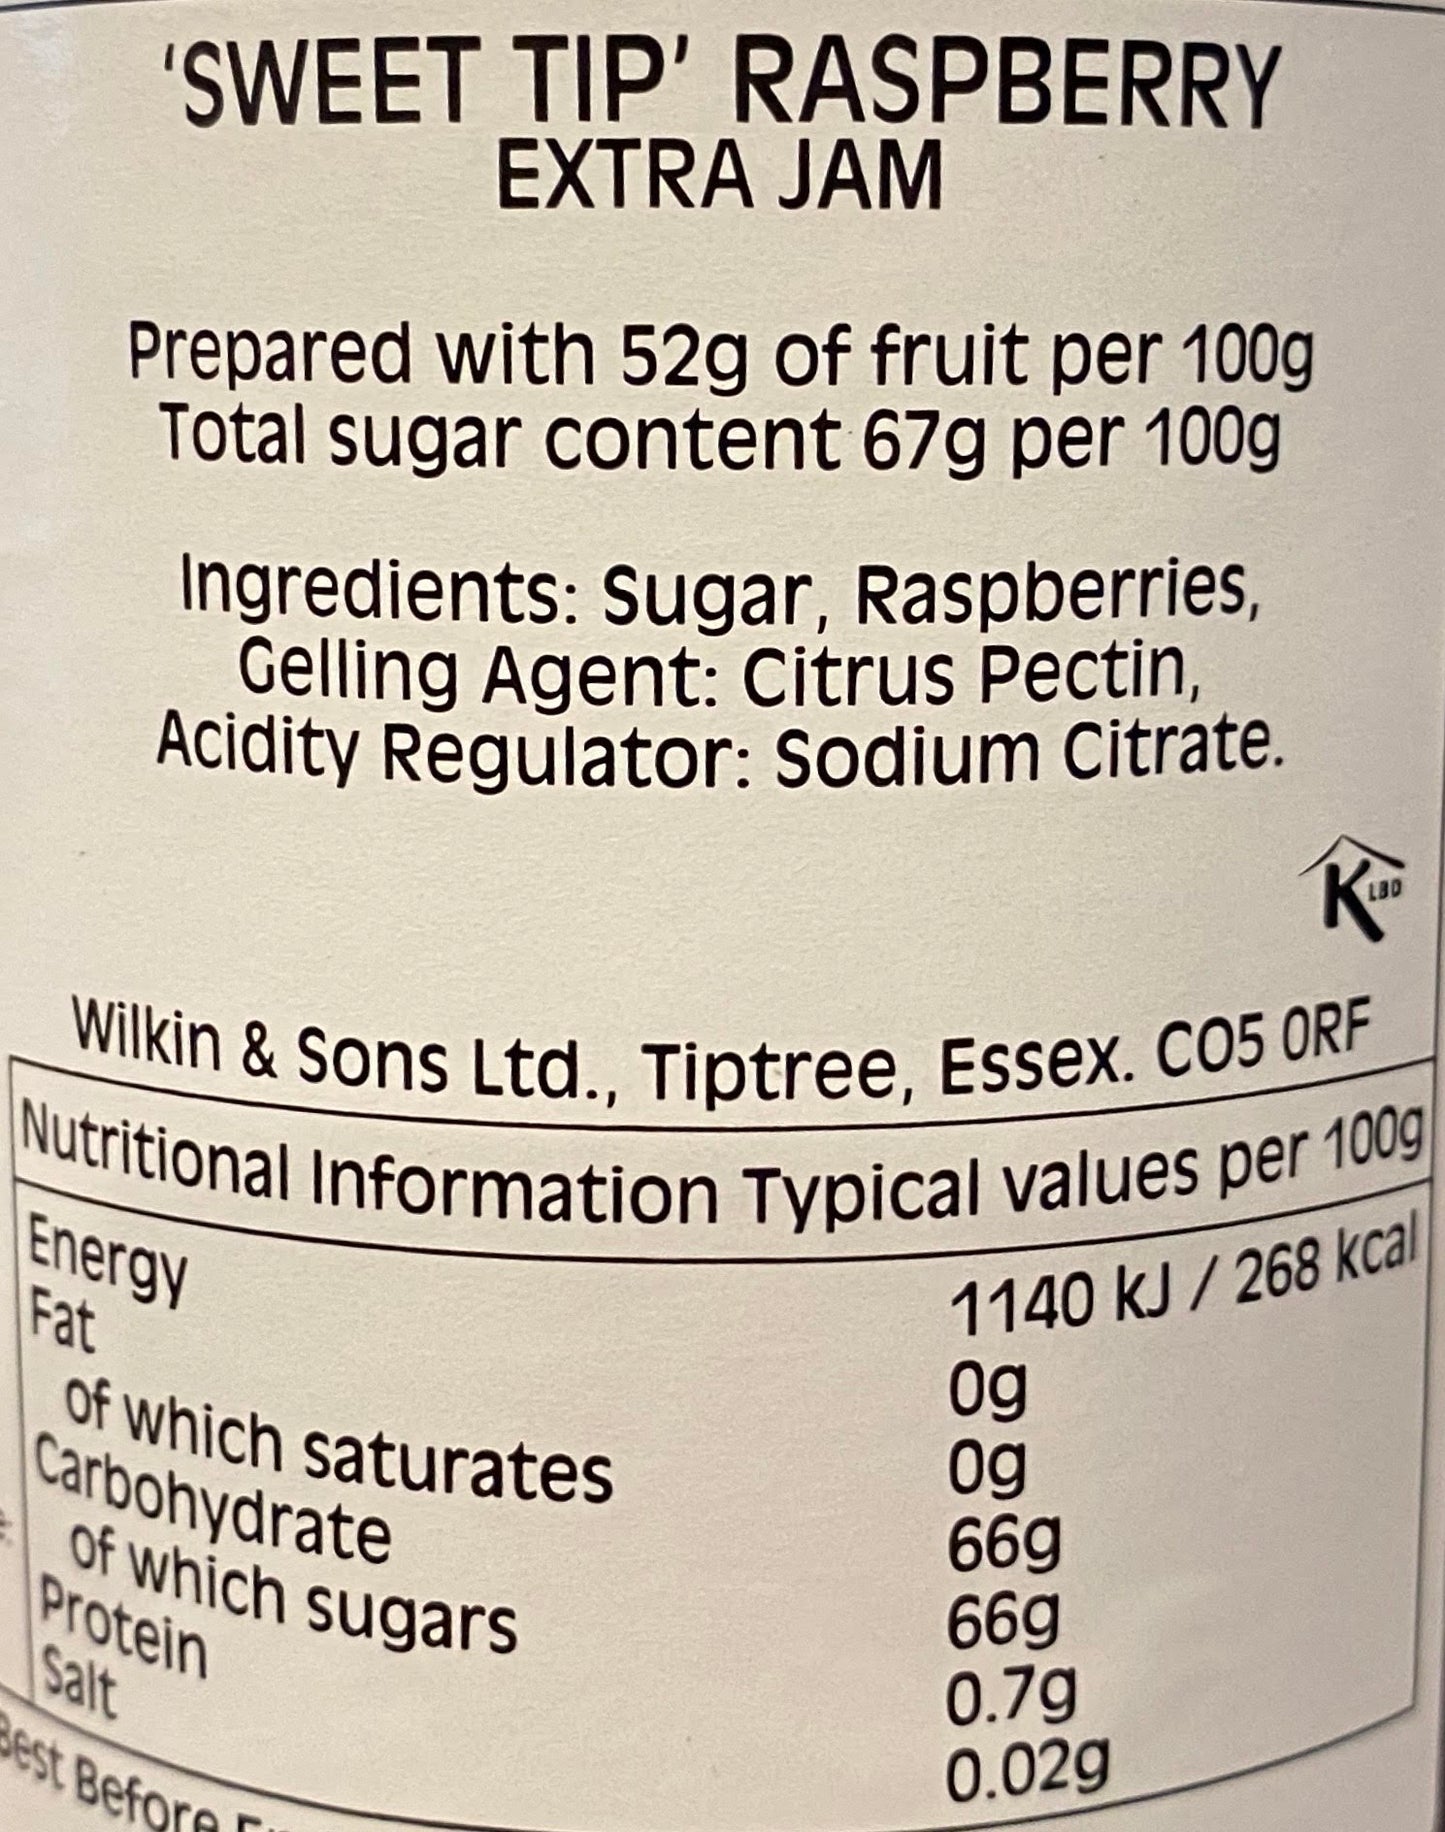 ‘SWEET TIP’ RASPBERRY
EXTRA JAM
Prepared with 52g of fruit per 100g
Total sugar content 67g per 100g
Ingredients: Sugar, Raspberries,
Gelling Agent: Citrus Pectin,
Acidity Regulator: Sodium Citrate.
K LBD
Wilkin & Sons Ltd., Tiptree, Essex. CO5 0RF
Nutritional Information Typical values per 100g
Energy 1140 kJ / 268 kcal
Fat 0g
of which saturates 0g
Carbohydrate 66g
of which sugars 66g
Protein 0.7g
Salt 0.02g
Best Before